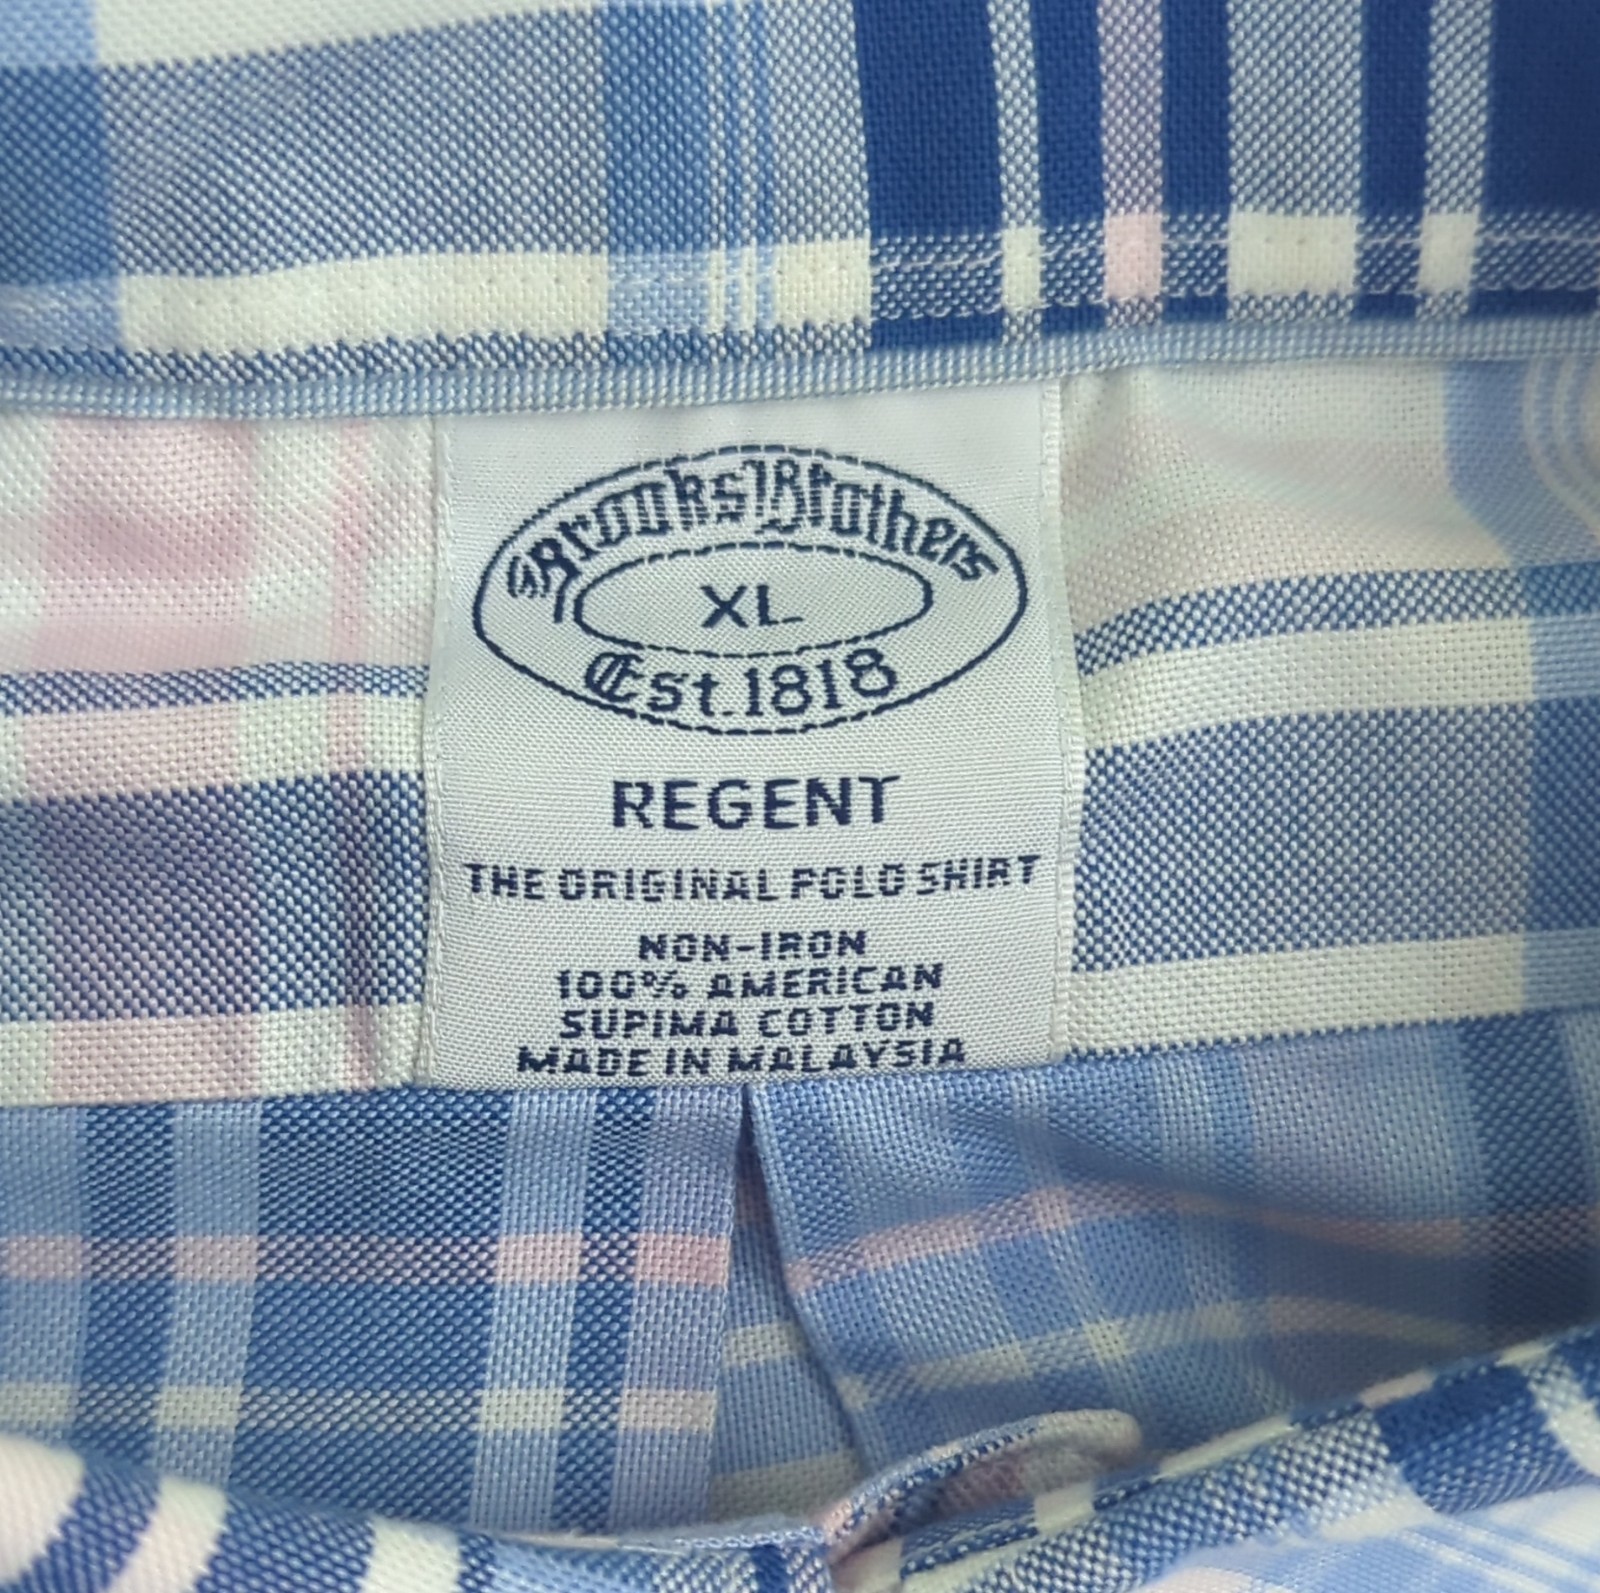 Brooks Brothers
XL
Est. 1818
REGENT
THE ORIGINAL POLO SHIRT
NON-IRON
100% AMERICAN
SUPIMA COTTON
MADE IN MALAYSIA